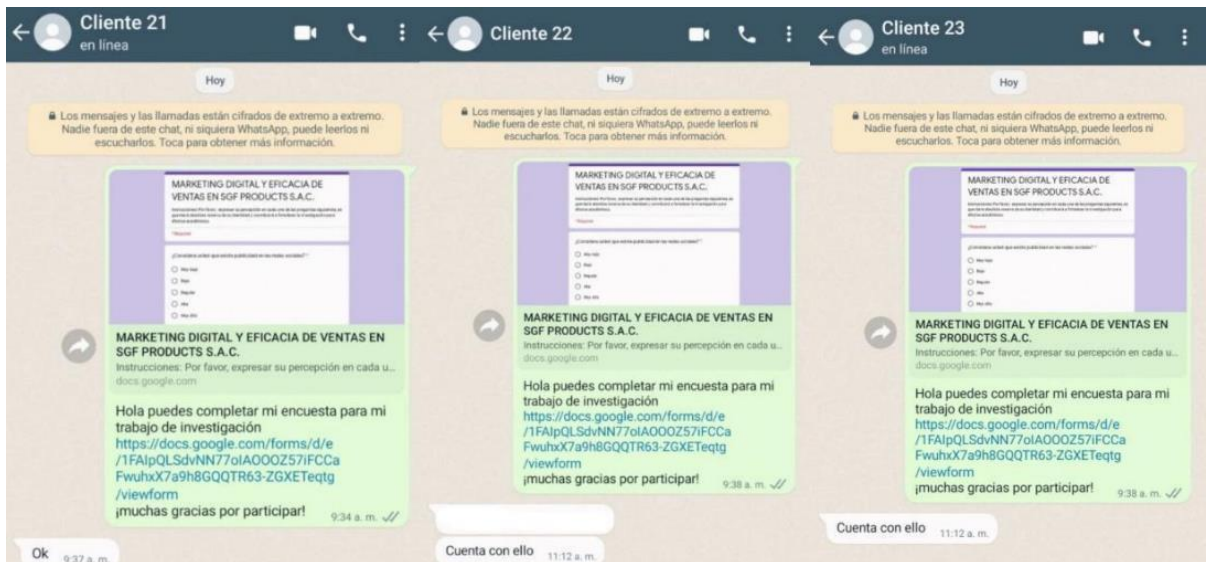 Cliente 21
en línea
Hoy
Los mensajes y las llamadas están cifrados de extremo a extremo.
Nadie fuera de este chat, ni siquiera WhatsApp, puede leerlos ni
escucharlos. Toca para obtener más información.
MARKETING DIGITAL Y EFICACIA DE
VENTAS EN SGF PRODUCTS S.A.C.
MARKETING DIGITAL Y EFICACIA DE VENTAS EN
SGF PRODUCTS S.A.C.
Instrucciones: Por favor, expresar su percepción en cada u...
docs.google.com
Hola puedes completar mi encuesta para mi
trabajo de investigación
https://docs.google.com/forms/d/e
/1FAIpQLSdvNN77oIAOOOZ57iFCCa
FwuhxX7a9h8GQQTR63-ZGXETeqtg
/viewform
¡muchas gracias por participar!
9:34 a. m.
Ok
9:37 a. m.
Cliente 22
Hoy
Los mensajes y las llamadas están cifrados de extremo a extremo.
Nadie fuera de este chat, ni siquiera WhatsApp, puede leerlos ni
escucharlos. Toca para obtener más información.
MARKETING DIGITAL Y EFICACIA DE
VENTAS EN SGF PRODUCTS S.A.C.
MARKETING DIGITAL Y EFICACIA DE VENTAS EN
SGF PRODUCTS S.A.C.
Instrucciones: Por favor, expresar su percepción en cada u...
docs.google.com
Hola puedes completar mi encuesta para mi
trabajo de investigación
https://docs.google.com/forms/d/e
/1FAIpQLSdvNN77oIAOOOZ57iFCCa
FwuhxX7a9h8GQQTR63-ZGXETeqtg
/viewform
¡muchas gracias por participar!
9:38 a. m.
Cuenta con ello
11:12 a. m.
Cliente 23
en línea
Hoy
Los mensajes y las llamadas están cifrados de extremo a extremo.
Nadie fuera de este chat, ni siquiera WhatsApp, puede leerlos ni
escucharlos. Toca para obtener más información.
MARKETING DIGITAL Y EFICACIA DE
VENTAS EN SGF PRODUCTS S.A.C.
MARKETING DIGITAL Y EFICACIA DE VENTAS EN
SGF PRODUCTS S.A.C.
Instrucciones: Por favor, expresar su percepción en cada u...
docs.google.com
Hola puedes completar mi encuesta para mi
trabajo de investigación
https://docs.google.com/forms/d/e
/1FAIpQLSdvNN77oIAOOOZ57iFCCa
FwuhxX7a9h8GQQTR63-ZGXETeqtg
/viewform
¡muchas gracias por participar!
9:38 a. m.
Cuenta con ello
11:12 a. m.